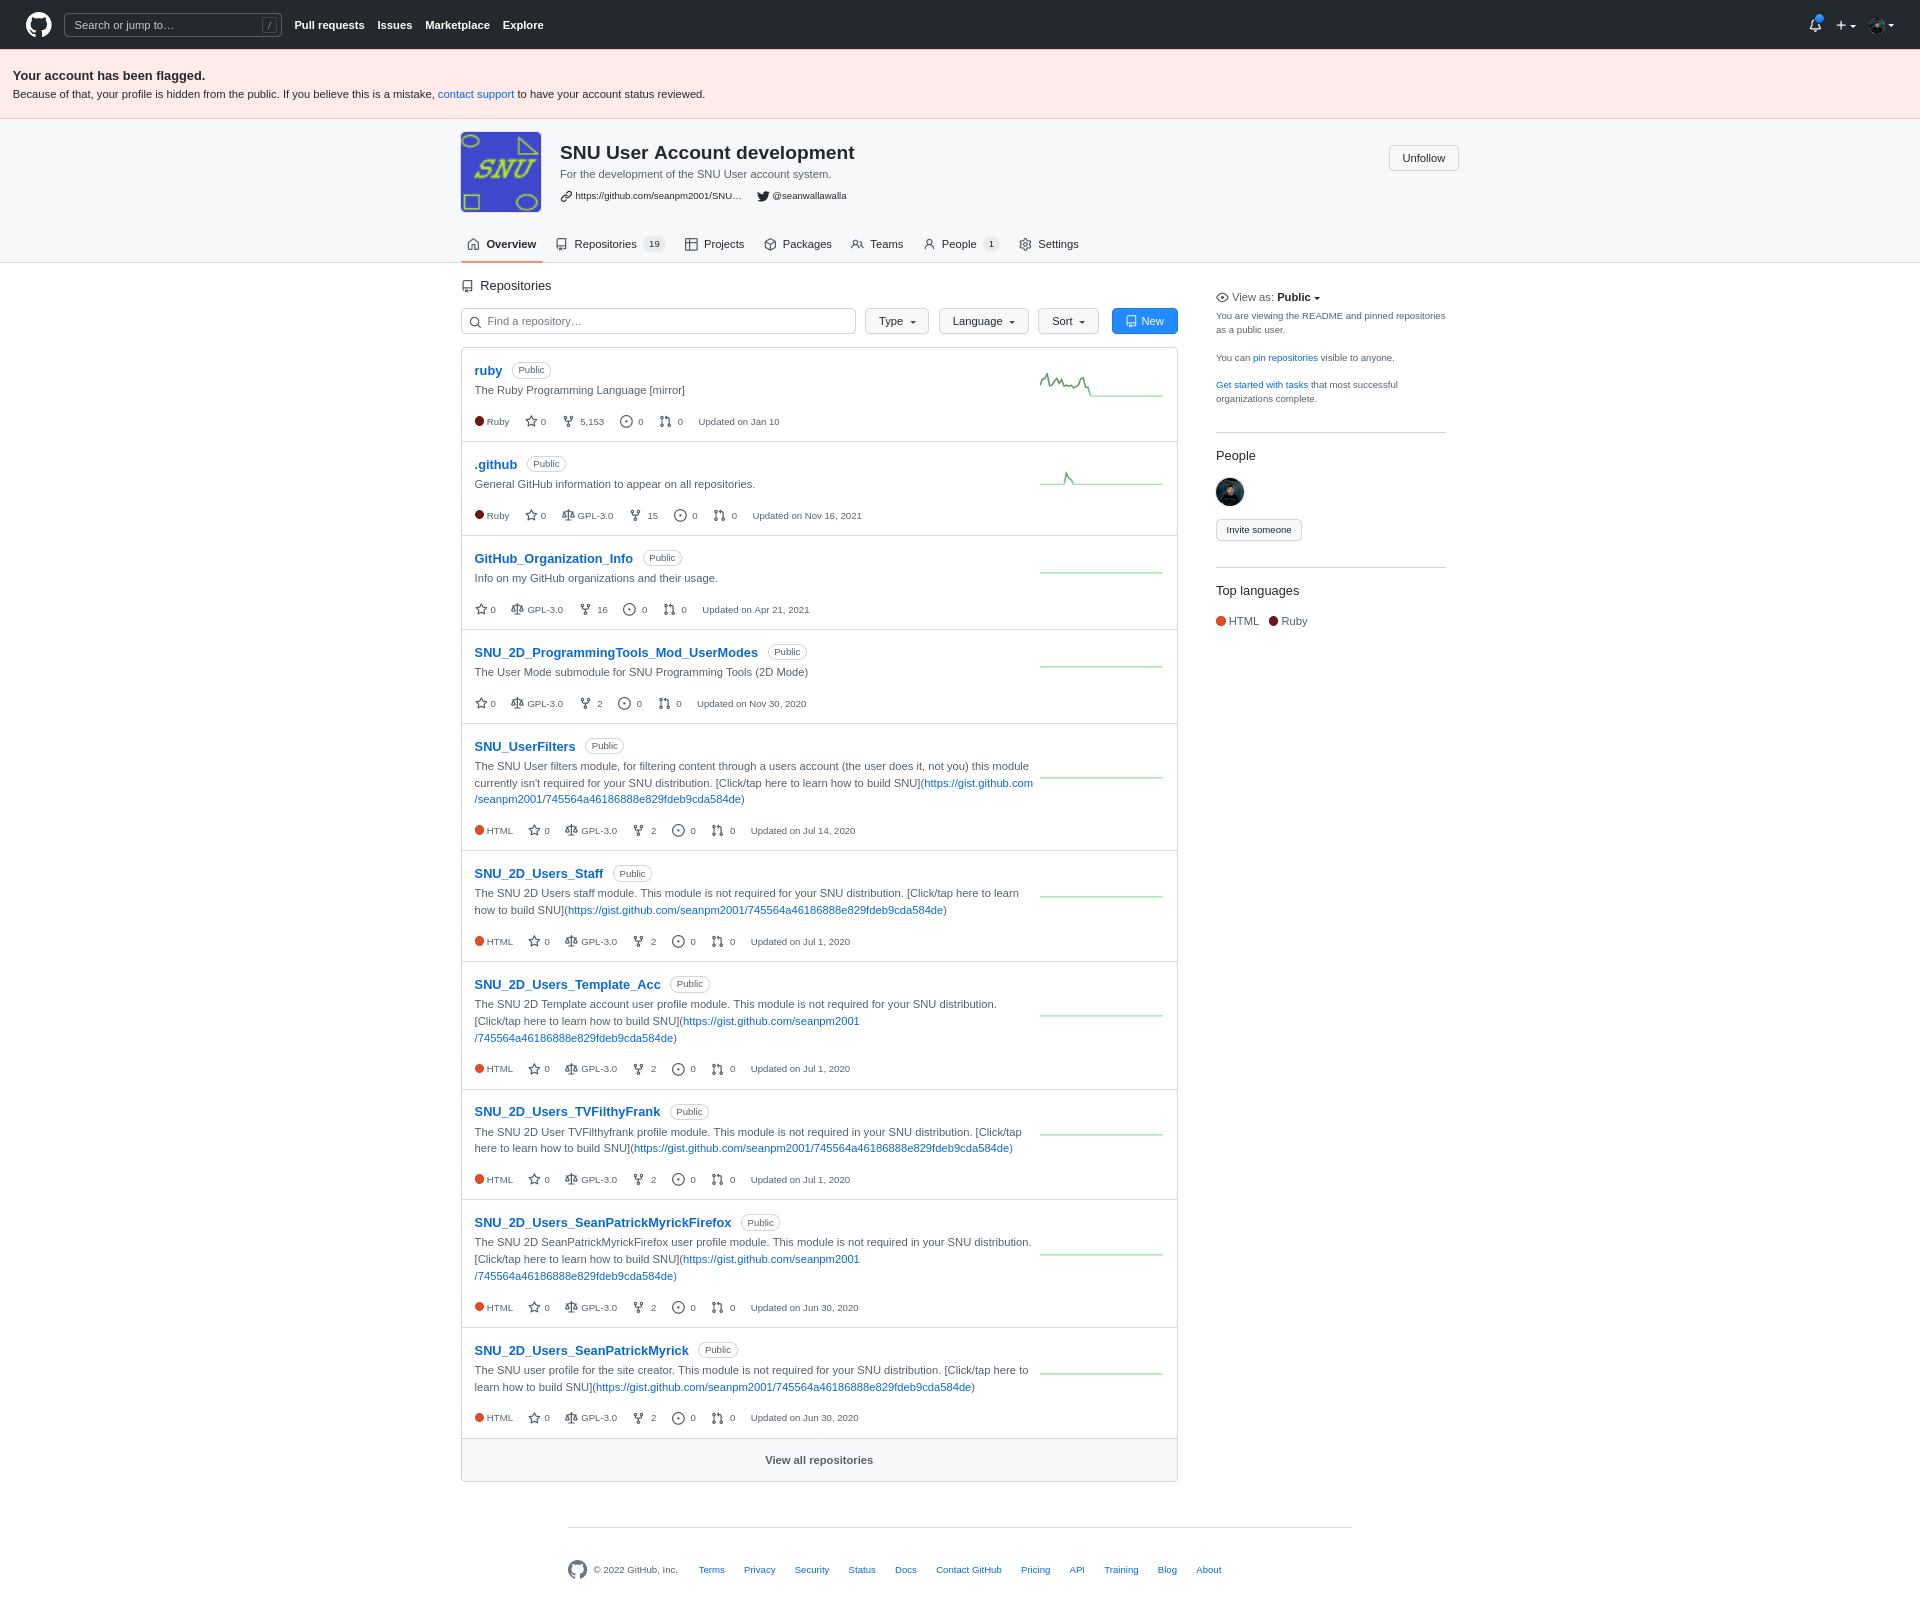 Search or jump to…
/
Pull requests Issues Marketplace Explore
Your account has been flagged.
Because of that, your profile is hidden from the public. If you believe this is a mistake, contact support to have your account status reviewed.
SNU
SNU User Account development
For the development of the SNU User account system.
https://github.com/seanpm2001/SNU… @seanwallawalla
Unfollow
Overview Repositories 19 Projects Packages Teams People 1 Settings
Repositories
Find a repository…
Type Language Sort New
ruby Public
The Ruby Programming Language [mirror]
Ruby 0 5,153 0 0 Updated on Jan 10
.github Public
General GitHub information to appear on all repositories.
Ruby 0 GPL-3.0 15 0 0 Updated on Nov 16, 2021
GitHub_Organization_Info Public
Info on my GitHub organizations and their usage.
0 GPL-3.0 16 0 0 Updated on Apr 21, 2021
SNU_2D_ProgrammingTools_Mod_UserModes Public
The User Mode submodule for SNU Programming Tools (2D Mode)
0 GPL-3.0 2 0 0 Updated on Nov 30, 2020
SNU_UserFilters Public
The SNU User filters module, for filtering content through a users account (the user does it, not you) this module
currently isn't required for your SNU distribution. [Click/tap here to learn how to build SNU](https://gist.github.com
/seanpm2001/745564a46186888e829fdeb9cda584de)
HTML 0 GPL-3.0 2 0 0 Updated on Jul 14, 2020
SNU_2D_Users_Staff Public
The SNU 2D Users staff module. This module is not required for your SNU distribution. [Click/tap here to learn
how to build SNU](https://gist.github.com/seanpm2001/745564a46186888e829fdeb9cda584de)
HTML 0 GPL-3.0 2 0 0 Updated on Jul 1, 2020
SNU_2D_Users_Template_Acc Public
The SNU 2D Template account user profile module. This module is not required for your SNU distribution.
[Click/tap here to learn how to build SNU](https://gist.github.com/seanpm2001
/745564a46186888e829fdeb9cda584de)
HTML 0 GPL-3.0 2 0 0 Updated on Jul 1, 2020
SNU_2D_Users_TVFilthyFrank Public
The SNU 2D User TVFilthyfrank profile module. This module is not required in your SNU distribution. [Click/tap
here to learn how to build SNU](https://gist.github.com/seanpm2001/745564a46186888e829fdeb9cda584de)
HTML 0 GPL-3.0 2 0 0 Updated on Jul 1, 2020
SNU_2D_Users_SeanPatrickMyrickFirefox Public
The SNU 2D SeanPatrickMyrickFirefox user profile module. This module is not required in your SNU distribution.
[Click/tap here to learn how to build SNU](https://gist.github.com/seanpm2001
/745564a46186888e829fdeb9cda584de)
HTML 0 GPL-3.0 2 0 0 Updated on Jun 30, 2020
SNU_2D_Users_SeanPatrickMyrick Public
The SNU user profile for the site creator. This module is not required for your SNU distribution. [Click/tap here to
learn how to build SNU](https://gist.github.com/seanpm2001/745564a46186888e829fdeb9cda584de)
HTML 0 GPL-3.0 2 0 0 Updated on Jun 30, 2020
View all repositories
View as: Public
You are viewing the README and pinned repositories
as a public user.
You can pin repositories visible to anyone.
Get started with tasks that most successful
organizations complete.
People
Invite someone
Top languages
HTML Ruby
© 2022 GitHub, Inc. Terms Privacy Security Status Docs Contact GitHub Pricing API Training Blog About